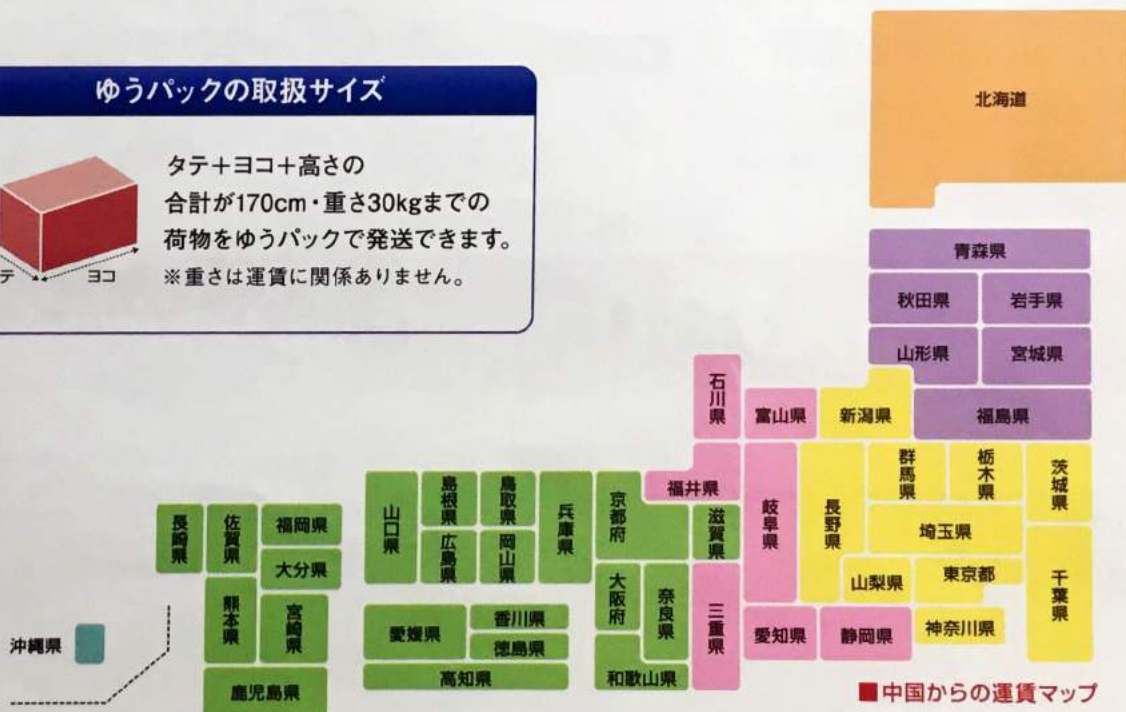 ゆうパックの取扱サイズ
タテ+ヨコ+高さの
合計が170cm・重さ30kgまでの
荷物をゆうパックで発送できます。
※重さは運賃に関係ありません。
テ
ヨコ
北海道
青森県
秋田県
岩手県
山形県
宮城県
福島県
石川県
富山県
新潟県
福井県
岐阜県
長野県
群馬県
栃木県
茨城県
埼玉県
山梨県
東京都
千葉県
神奈川県
静岡県
愛知県
三重県
滋賀県
京都府
大阪府
奈良県
和歌山県
兵庫県
鳥取県
岡山県
島根県
広島県
山口県
香川県
徳島県
愛媛県
高知県
福岡県
佐賀県
長崎県
大分県
熊本県
宮崎県
鹿児島県
沖縄県
■中国からの運賃マップ